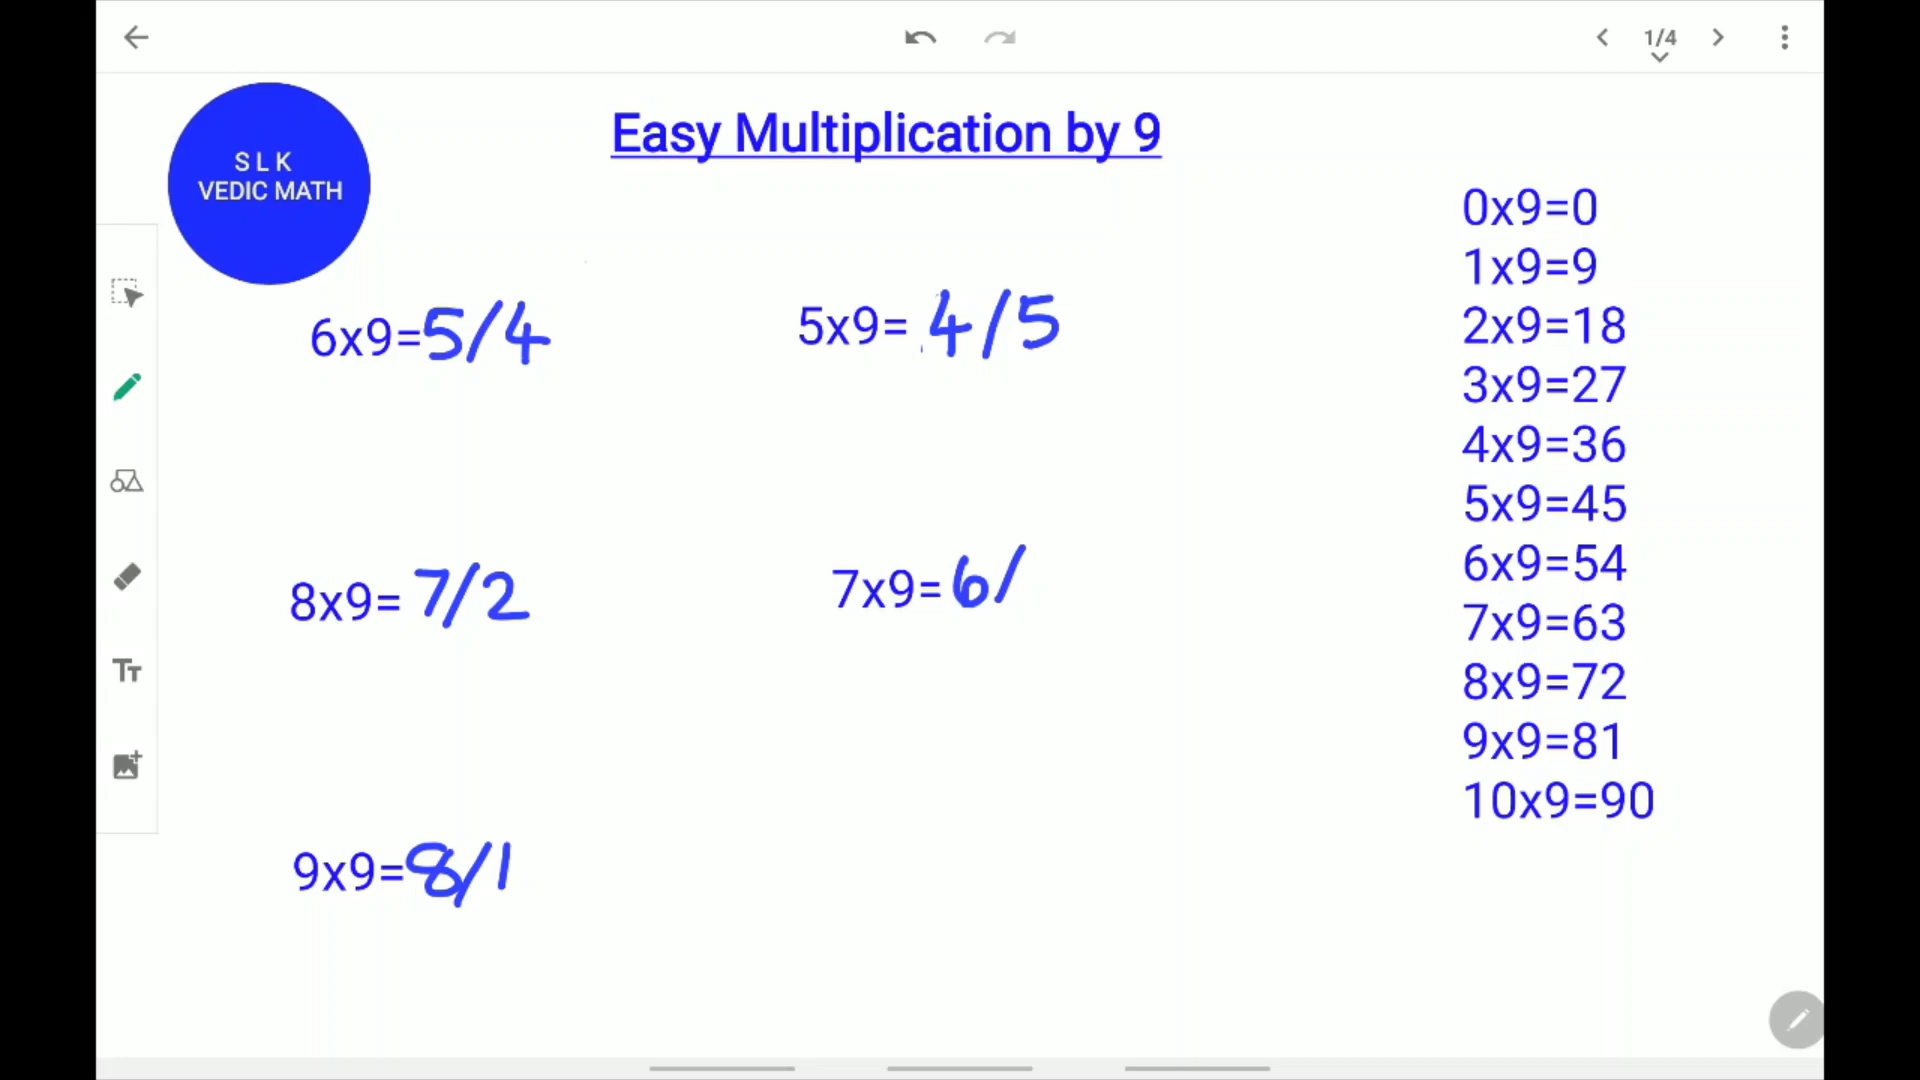 1/4
S L K
VEDIC MATH
Easy Multiplication by 9
6x9=5/4
5x9= 4/5
8x9= 7/2
7x9= 6/
9x9=8/1
0x9=0
1x9=9
2x9=18
3x9=27
4x9=36
5x9=45
6x9=54
7x9=63
8x9=72
9x9=81
10x9=90
Tт